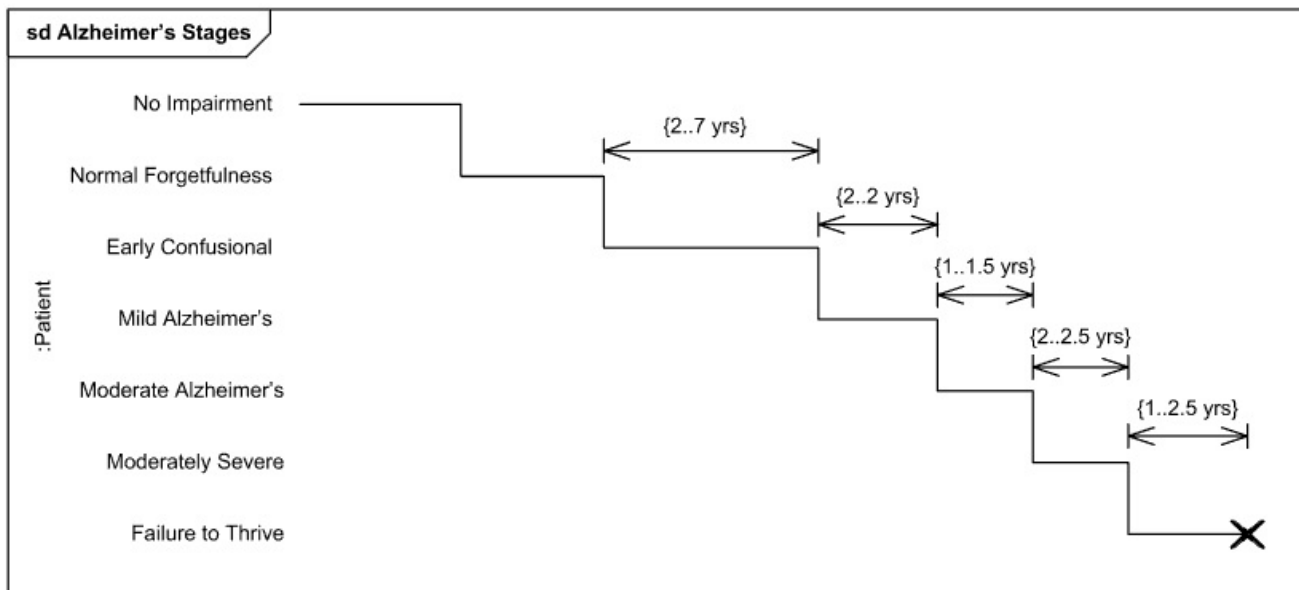 sd Alzheimer's Stages
No Impairment
{2..7 yrs}
Normal Forgetfulness
{2..2 yrs}
Early Confusional
{1..1.5 yrs}
:Patient
Mild Alzheimer's
{2..2.5 yrs}
Moderate Alzheimer's
{1..2.5 yrs}
Moderately Severe
Failure to Thrive